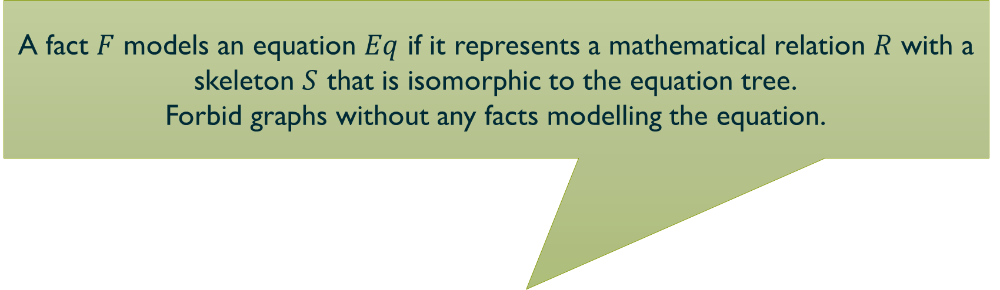 A fact F models an equation Eq if it represents a mathematical relation R with a
skeleton S that is isomorphic to the equation tree.
Forbid graphs without any facts modelling the equation.